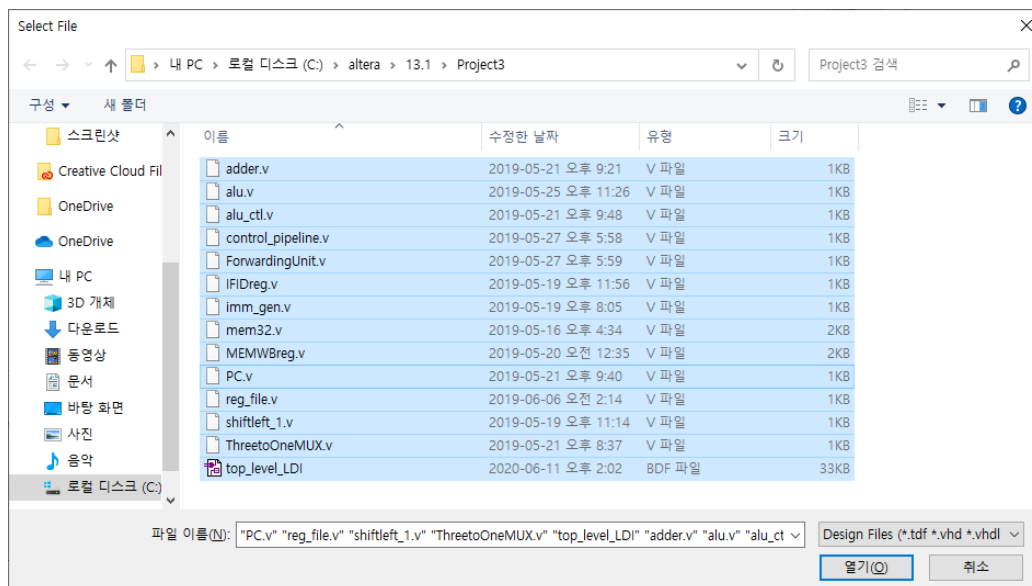 Select File
내 PC > 로컬 디스크 (C:) > altera > 13.1 > Project3
Project3 검색
구성 새 폴더
이름 수정한 날짜 유형 크기
스크린샷
Creative Cloud Fil
OneDrive
OneDrive
내 PC
3D 개체
다운로드
동영상
문서
바탕 화면
사진
음악
로컬 디스크 (C:)
adder.v 2019-05-21 오후 9:21 V 파일 1KB
alu.v 2019-05-25 오후 11:26 V 파일 1KB
alu_ctl.v 2019-05-21 오후 9:48 V 파일 1KB
control_pipeline.v 2019-05-27 오후 5:58 V 파일 1KB
ForwardingUnit.v 2019-05-27 오후 5:59 V 파일 1KB
IFIDreg.v 2019-05-19 오후 11:56 V 파일 1KB
imm_gen.v 2019-05-19 오후 8:05 V 파일 1KB
mem32.v 2019-05-16 오후 4:34 V 파일 2KB
MEMWBreg.v 2019-05-20 오전 12:35 V 파일 2KB
PC.v 2019-05-21 오후 9:40 V 파일 1KB
reg_file.v 2019-06-06 오전 2:14 V 파일 1KB
shiftleft_1.v 2019-05-19 오후 11:14 V 파일 1KB
ThreetoOneMUX.v 2019-05-21 오후 8:37 V 파일 1KB
top_level_LDI 2020-06-11 오후 2:02 BDF 파일 33KB
파일 이름(N): "PC.v" "reg_file.v" "shiftleft_1.v" "ThreetoOneMUX.v" "top_level_LDI" "adder.v" "alu.v" "alu_ct
Design Files (*.tdf *.vhd *.vhdl
열기(O) 취소